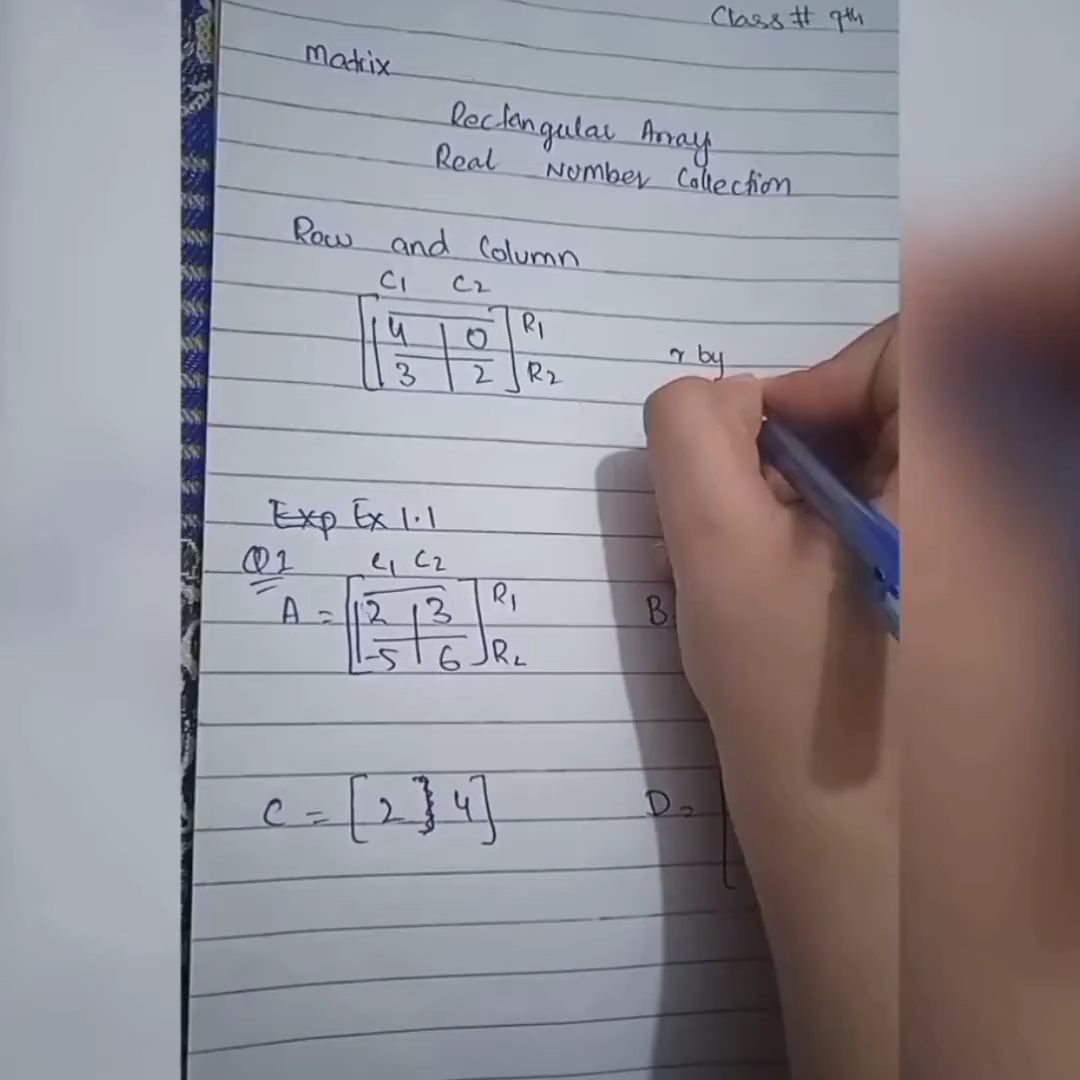 Class # 9th
Matrix
Rectangular Array
Real Number Collection
Row and Column
C1 C2
4 0 R1
3 2 R2
r by
Exp Ex 1.1
Q1
C1 C2
A = [2 3] R1
-5 6 R2
B
C = [2 4]
D=